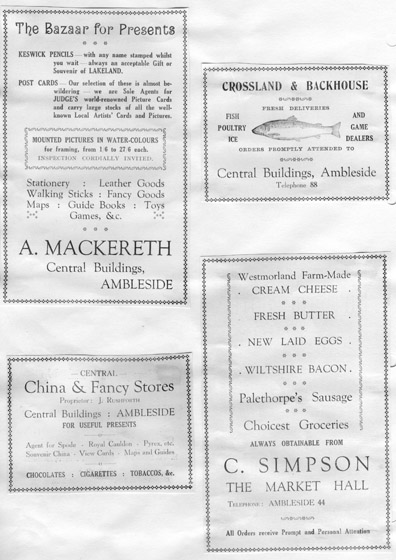 The Bazaar for Presents
KESWICK PENCILS — with any name stamped whilst
you wait — always an acceptable Gift or
Souvenir of LAKELAND.
POST CARDS — Our selection of these is almost be-
wildering — we are Sole Agents for
JUDGE'S world-renowned Picture Cards
and carry large stocks of all the well-
known Local Artists' Cards and Pictures.
MOUNTED PICTURES IN WATER-COLOURS
for framing, from 1/6 to 27/6 each.
INSPECTION CORDIALLY INVITED.
Stationery : Leather Goods
Walking Sticks : Fancy Goods
Maps : Guide Books : Toys
Games, &c.
A. MACKERETH
Central Buildings,
AMBLESIDE
CROSSLAND & BACKHOUSE
FRESH DELIVERIES
FISH
POULTRY
ICE
AND
GAME
DEALERS
ORDERS PROMPTLY ATTENDED TO
Central Buildings, Ambleside
Telephone 88
— CENTRAL
China & Fancy Stores
Proprietor: J. RUSHFORTH
Central Buildings : AMBLESIDE
FOR USEFUL PRESENTS
Agent for Spode - Royal Cauldon - Pyrex, etc.
Souvenir China - View Cards - Maps and Guides
CHOCOLATES : CIGARETTES : TOBACCOS, &c.
Westmorland Farm-Made
. CREAM CHEESE .
FRESH BUTTER .
. NEW LAID EGGS .
. WILTSHIRE BACON .
Palethorpe's Sausage
Choicest Groceries
ALWAYS OBTAINABLE FROM
C. SIMPSON
THE MARKET HALL
TELEPHONE: AMBLESIDE 44
All Orders receive Prompt and Personal Attention